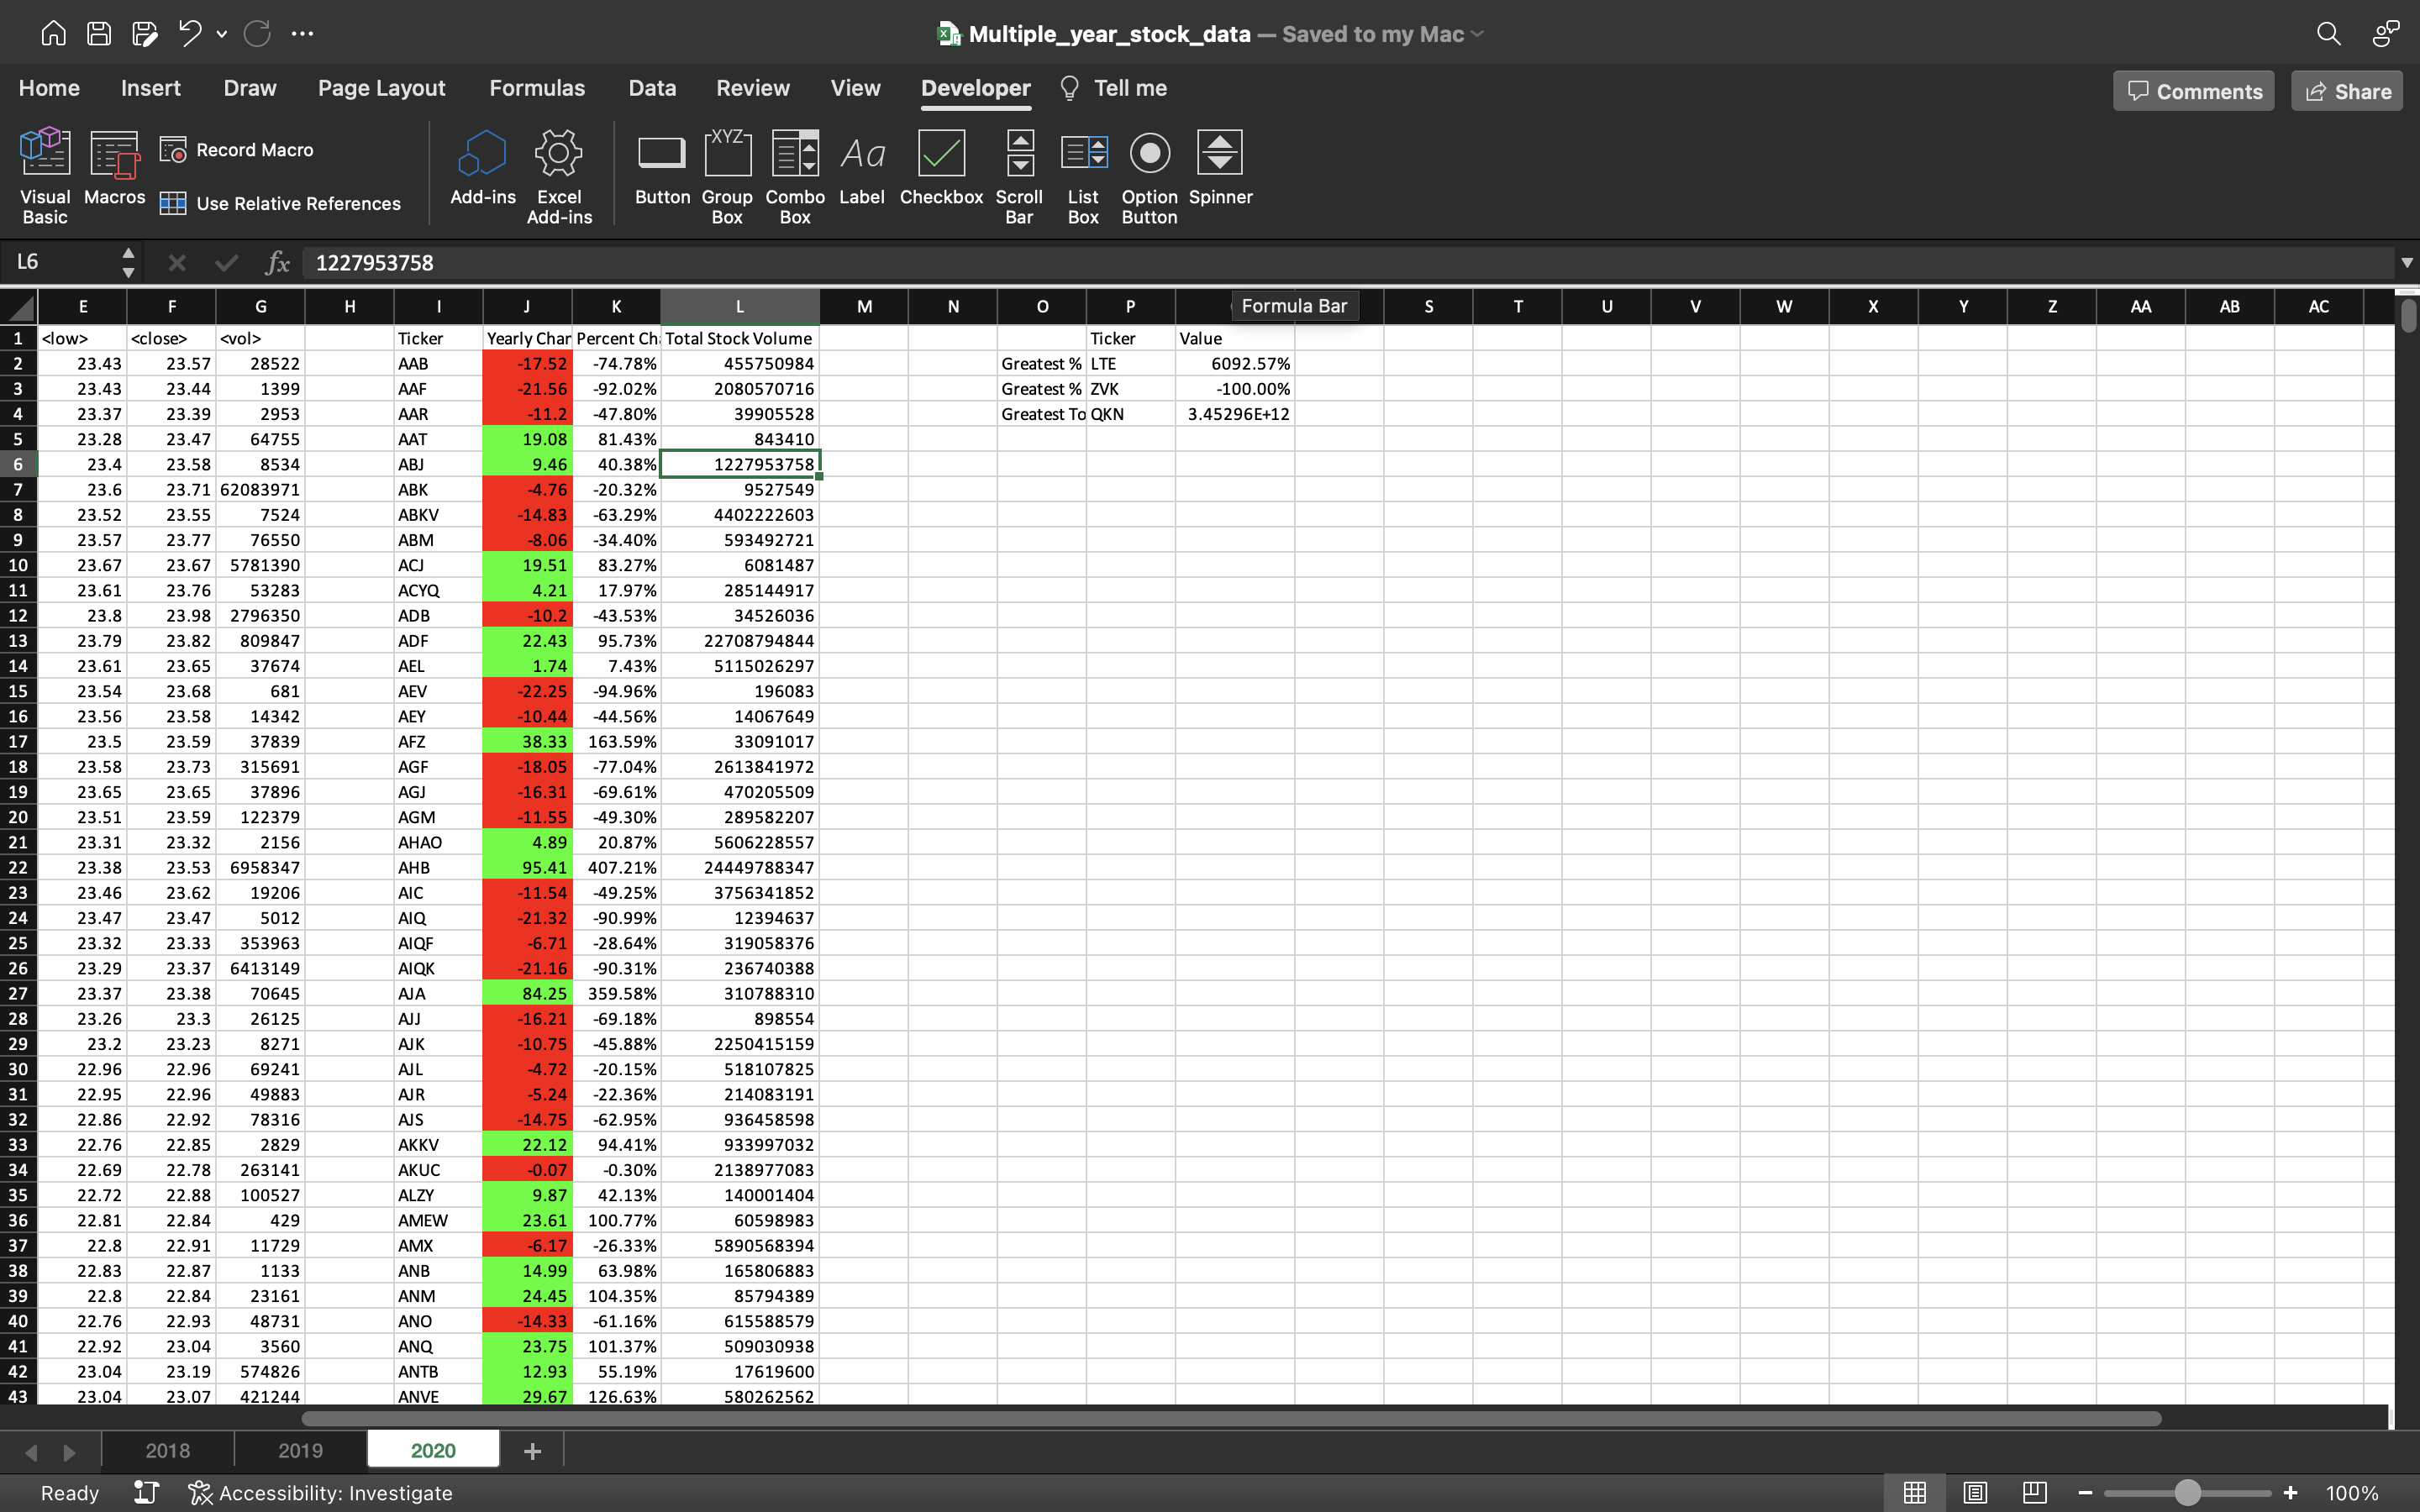 Multiple_year_stock_data — Saved to my Mac
Home Insert Draw Page Layout Formulas Data Review View Developer Tell me Comments Share
Visual Basic Macros Record Macro Use Relative References Add-ins Excel Add-ins Button Group Box Combo Box Label Checkbox Scroll Bar List Box Option Button Spinner
XYZ Aa
L6 fx 1227953758
E F G H I J K L M N O P Formula Bar S T U V W X Y Z AA AB AC
1 <low> <close> <vol> Ticker Yearly Char Percent Ch Total Stock Volume Ticker Value
2 23.43 23.57 28522 AAB -17.52 -74.78% 455750984 Greatest % LTE 6092.57%
3 23.43 23.44 1399 AAF -21.56 -92.02% 2080570716 Greatest % ZVK -100.00%
4 23.37 23.39 2953 AAR -11.2 -47.80% 39905528 Greatest To QKN 3.45296E+12
5 23.28 23.47 64755 AAT 19.08 81.43% 843410
6 23.4 23.58 8534 ABJ 9.46 40.38% 1227953758
7 23.6 23.71 62083971 ABK -4.76 -20.32% 9527549
8 23.52 23.55 7524 ABKV -14.83 -63.29% 4402222603
9 23.57 23.77 76550 ABM -8.06 -34.40% 593492721
10 23.67 23.67 5781390 ACJ 19.51 83.27% 6081487
11 23.61 23.76 53283 ACYQ 4.21 17.97% 285144917
12 23.8 23.98 2796350 ADB -10.2 -43.53% 34526036
13 23.79 23.82 809847 ADF 22.43 95.73% 22708794844
14 23.61 23.65 37674 AEL 1.74 7.43% 5115026297
15 23.54 23.68 681 AEV -22.25 -94.96% 196083
16 23.56 23.58 14342 AEY -10.44 -44.56% 14067649
17 23.5 23.59 37839 AFZ 38.33 163.59% 33091017
18 23.58 23.73 315691 AGF -18.05 -77.04% 2613841972
19 23.65 23.65 37896 AGJ -16.31 -69.61% 470205509
20 23.51 23.59 122379 AGM -11.55 -49.30% 289582207
21 23.31 23.32 2156 AHAO 4.89 20.87% 5606228557
22 23.38 23.53 6958347 AHB 95.41 407.21% 24449788347
23 23.46 23.62 19206 AIC -11.54 -49.25% 3756341852
24 23.47 23.47 5012 AIQ -21.32 -90.99% 12394637
25 23.32 23.33 353963 AIQF -6.71 -28.64% 319058376
26 23.29 23.37 6413149 AIQK -21.16 -90.31% 236740388
27 23.37 23.38 70645 AJA 84.25 359.58% 310788310
28 23.26 23.3 26125 AJJ -16.21 -69.18% 898554
29 23.2 23.23 8271 AJK -10.75 -45.88% 2250415159
30 22.96 22.96 69241 AJL -4.72 -20.15% 518107825
31 22.95 22.96 49883 AJR -5.24 -22.36% 214083191
32 22.86 22.92 78316 AJS -14.75 -62.95% 936458598
33 22.76 22.85 2829 AKKV 22.12 94.41% 933997032
34 22.69 22.78 263141 AKUC -0.07 -0.30% 2138977083
35 22.72 22.88 100527 ALZY 9.87 42.13% 140001404
36 22.81 22.84 429 AMEW 23.61 100.77% 60598983
37 22.8 22.91 11729 AMX -6.17 -26.33% 5890568394
38 22.83 22.87 1133 ANB 14.99 63.98% 165806883
39 22.8 22.84 23161 ANM 24.45 104.35% 85794389
40 22.76 22.93 48731 ANO -14.33 -61.16% 615588579
41 22.92 23.04 3560 ANQ 23.75 101.37% 509030938
42 23.04 23.19 574826 ANTB 12.93 55.19% 17619600
43 23.04 23.07 421244 ANVE 29.67 126.63% 580262562
2018 2019 2020
Ready Accessibility: Investigate 100%